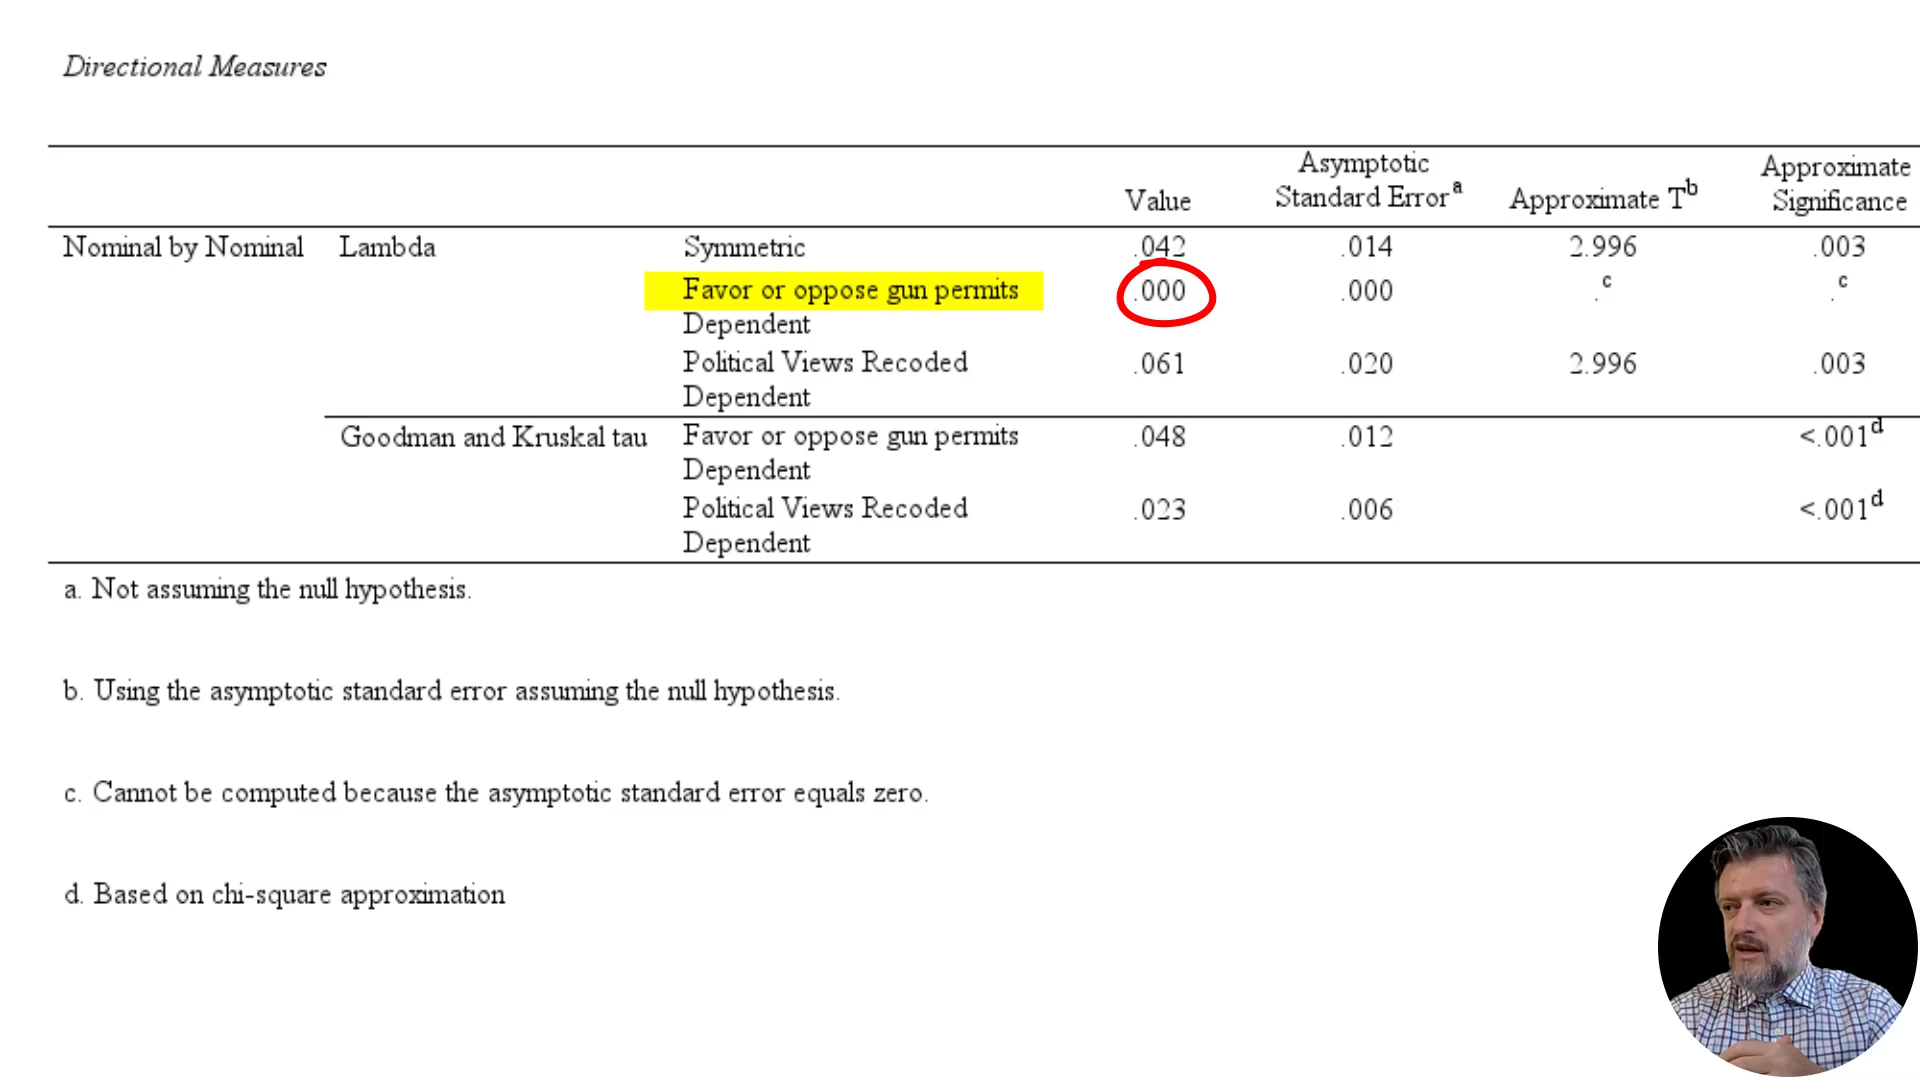 Directional Measures
Value Asymptotic Standard Error a Approximate T b Approximate Significance
Nominal by Nominal Lambda Symmetric .042 .014 2.996 .003
Favor or oppose gun permits .000 .000 . c . c
Dependent
Political Views Recoded .061 .020 2.996 .003
Dependent
Goodman and Kruskal tau Favor or oppose gun permits .048 .012 <.001 d
Dependent
Political Views Recoded .023 .006 <.001 d
Dependent
a. Not assuming the null hypothesis.
b. Using the asymptotic standard error assuming the null hypothesis.
c. Cannot be computed because the asymptotic standard error equals zero.
d. Based on chi-square approximation